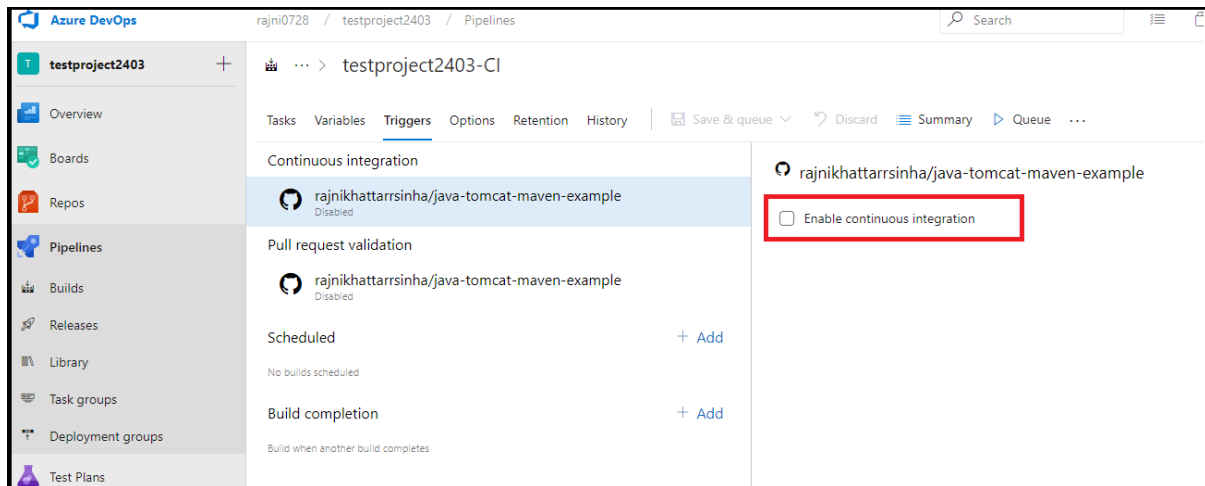 Azure DevOps
rajni0728 / testproject2403 / Pipelines
Search
T testproject2403
... > testproject2403-CI
Overview
Boards
Repos
Pipelines
Builds
Releases
Library
Task groups
Deployment groups
Test Plans
Tasks Variables Triggers Options Retention History Save & queue Discard Summary Queue ...
Continuous integration
rajnikhattarrsinha/java-tomcat-maven-example
Disabled
Pull request validation
rajnikhattarrsinha/java-tomcat-maven-example
Disabled
Scheduled + Add
No builds scheduled
Build completion + Add
Build when another build completes
rajnikhattarrsinha/java-tomcat-maven-example
Enable continuous integration